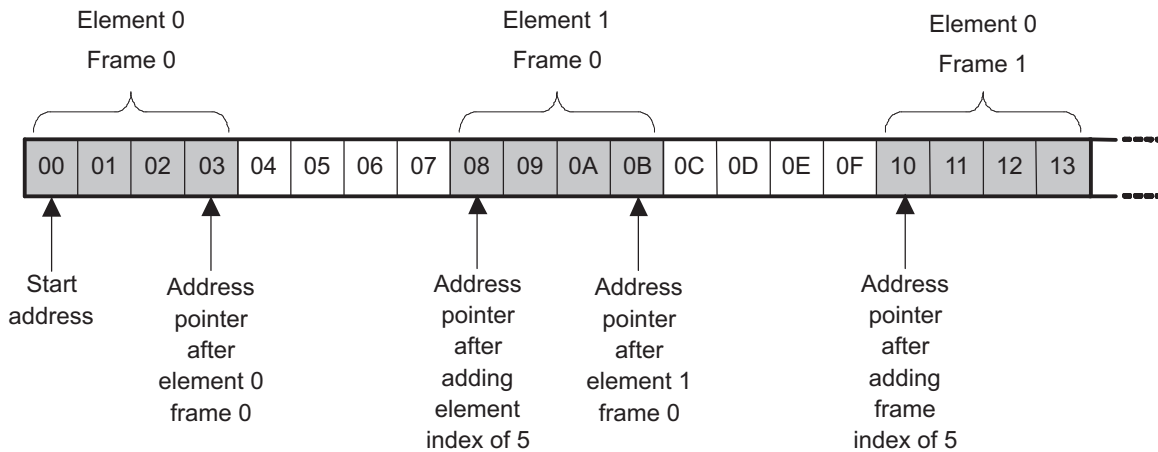 Element 0
Frame 0
Element 1
Frame 0
Element 0
Frame 1
00 01 02 03 04 05 06 07 08 09 0A 0B 0C 0D 0E 0F 10 11 12 13
Start
address
Address
pointer
after
element 0
frame 0
Address
pointer
after
adding
element
index of 5
Address
pointer
after
element 1
frame 0
Address
pointer
after
adding
frame
index of 5